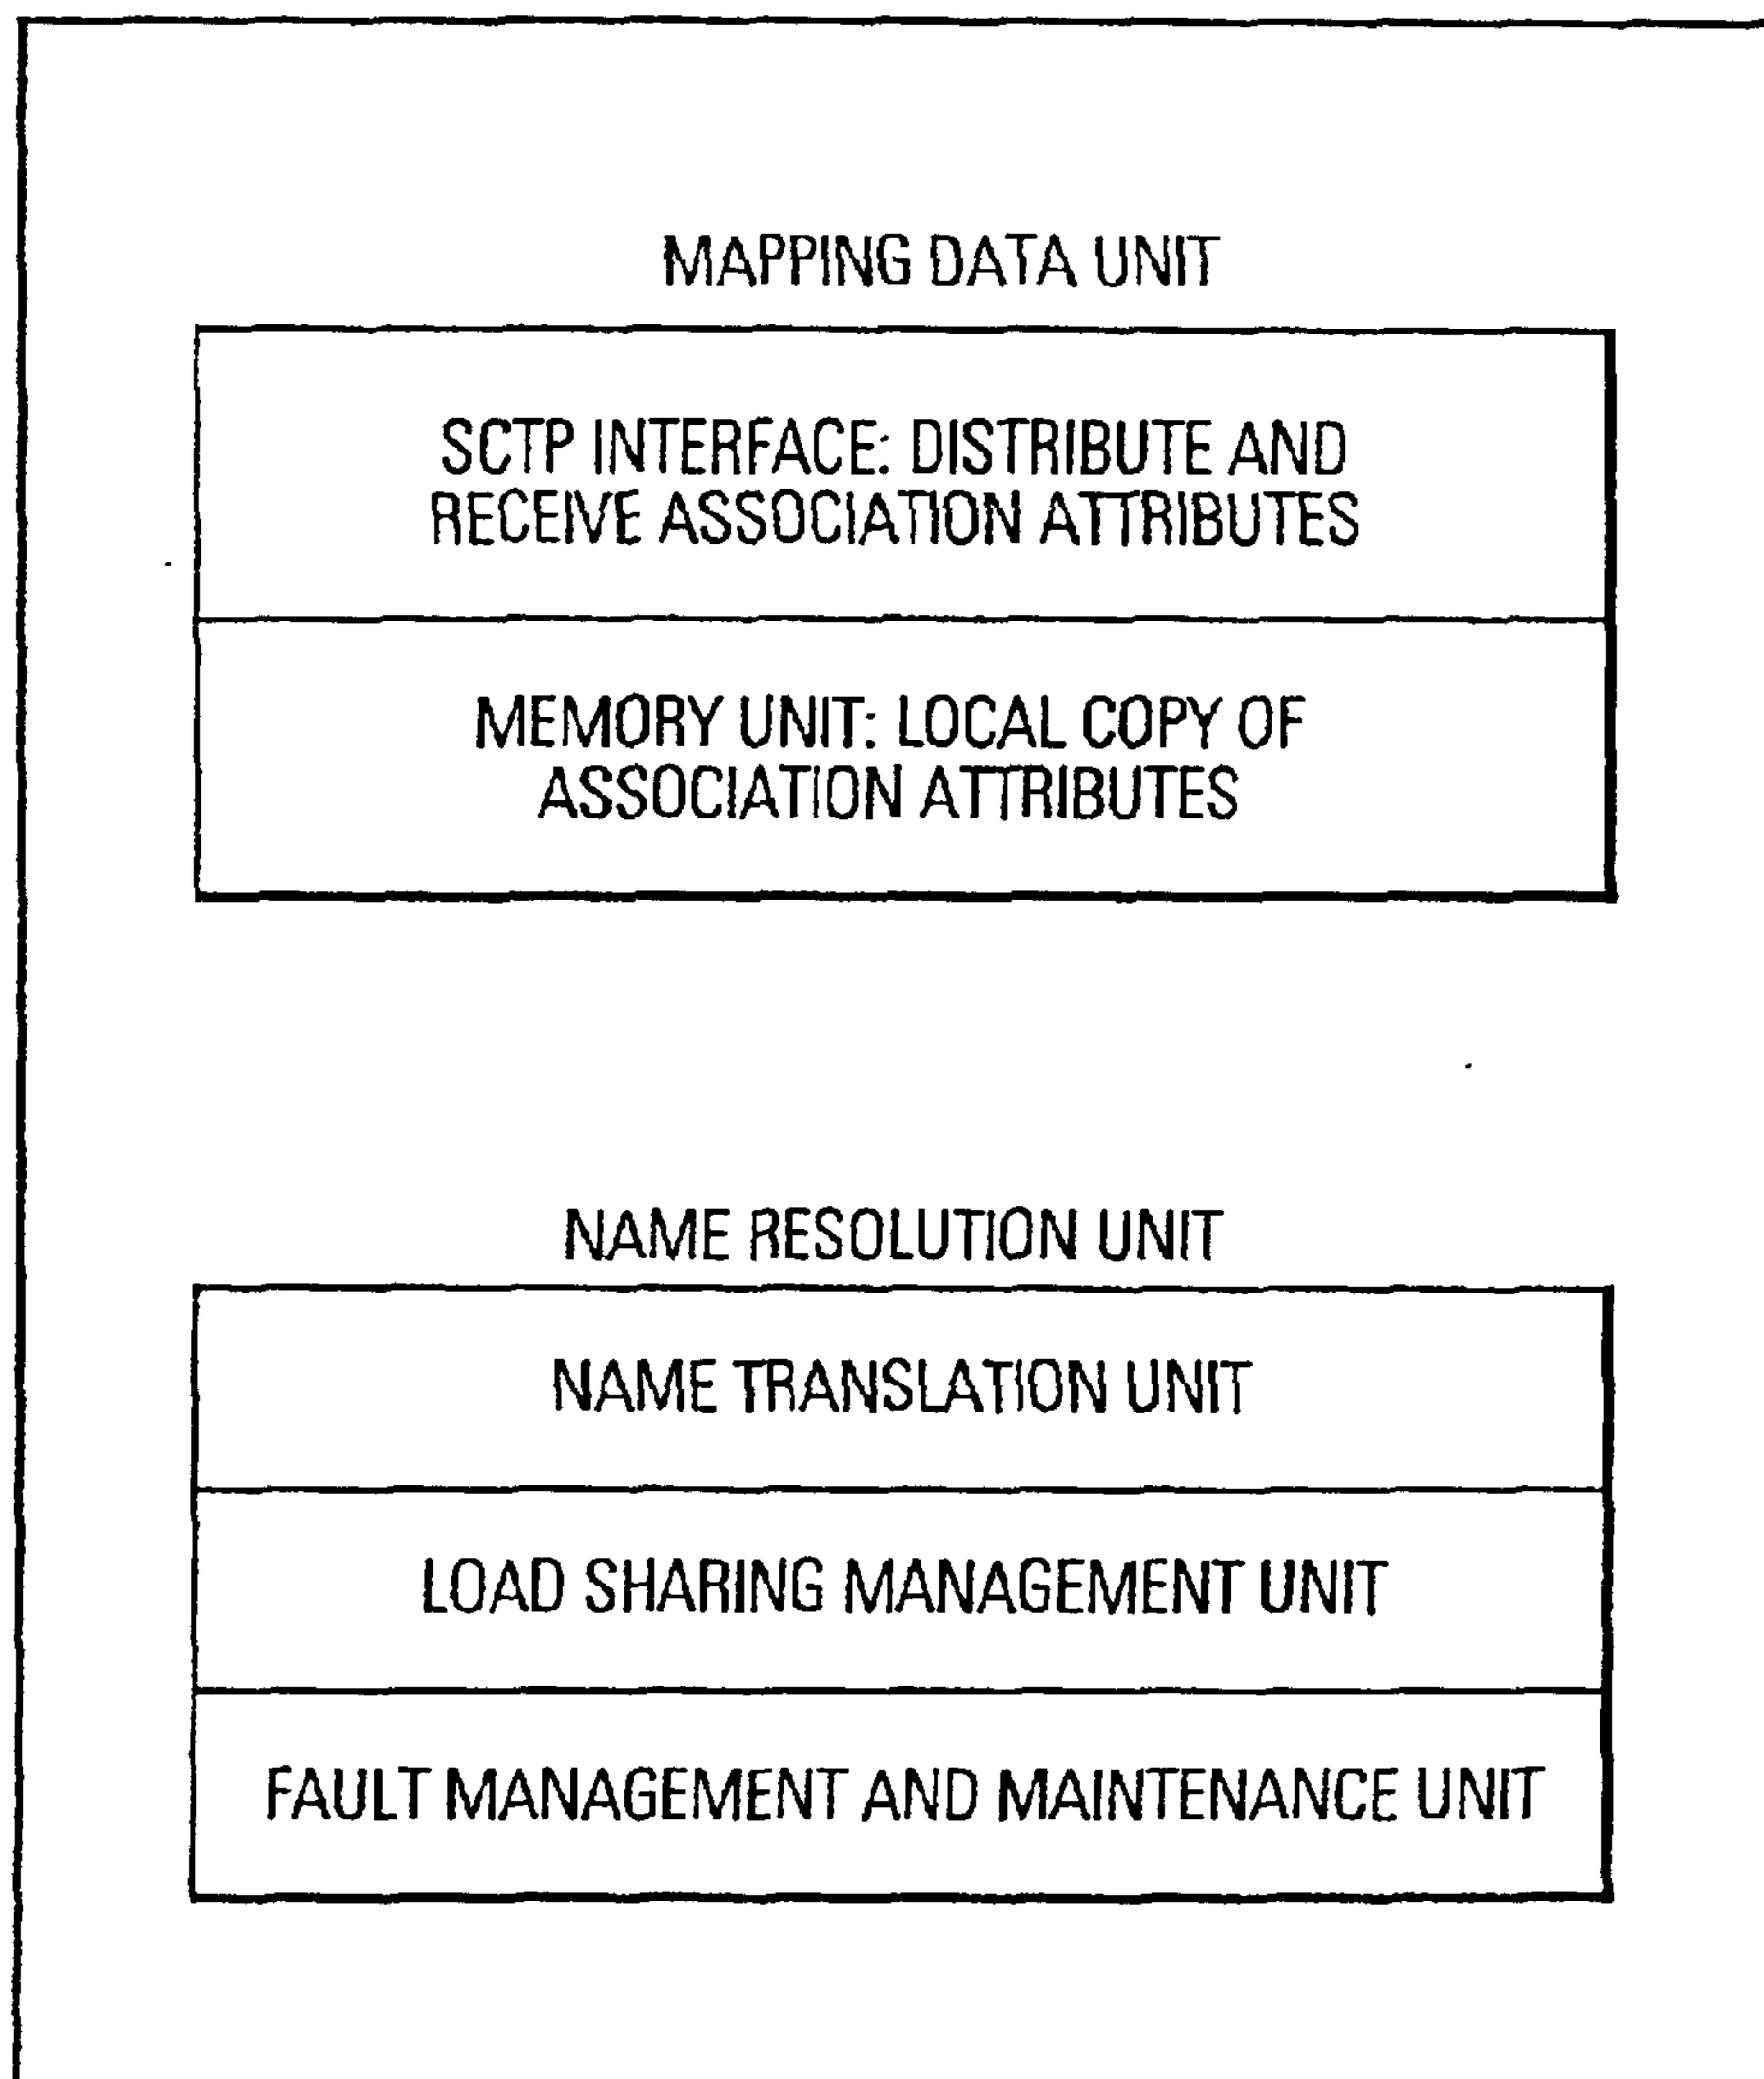 MAPPING DATA UNIT
SCTP INTERFACE: DISTRIBUTE AND
RECEIVE ASSOCIATION ATTRIBUTES
MEMORY UNIT: LOCAL COPY OF
ASSOCIATION ATTRIBUTES
NAME RESOLUTION UNIT
NAME TRANSLATION UNIT
LOAD SHARING MANAGEMENT UNIT
FAULT MANAGEMENT AND MAINTENANCE UNIT